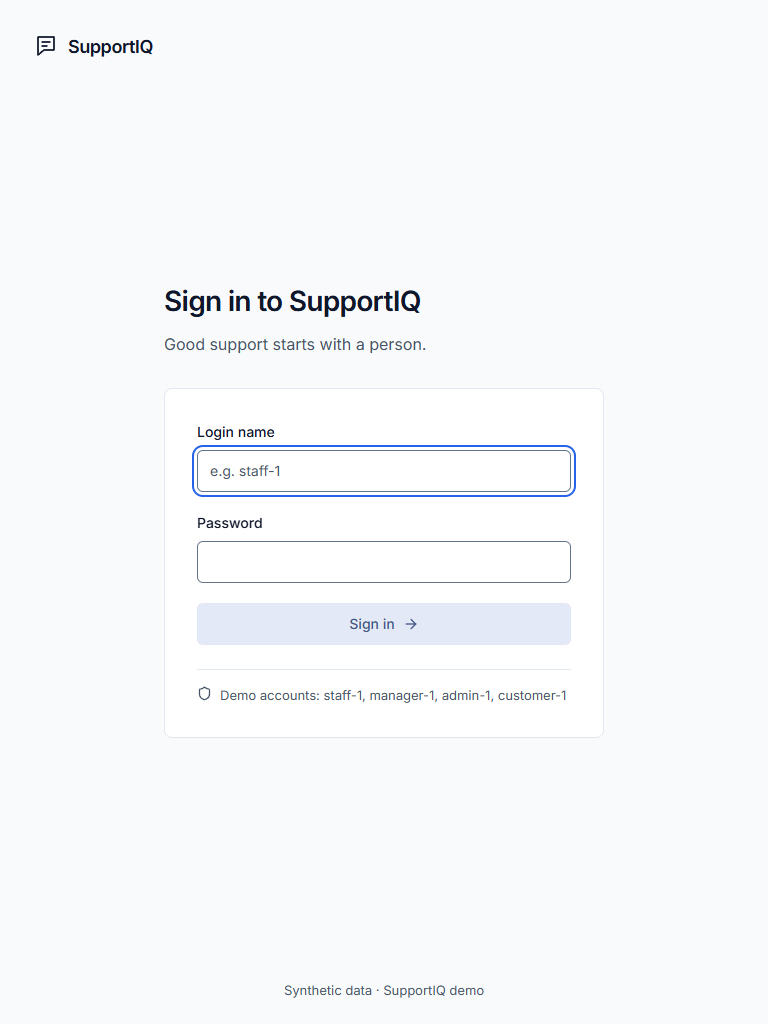 SupportIQ
Sign in to SupportIQ
Good support starts with a person.
Login name
e.g. staff-1
Password
Sign in
Demo accounts: staff-1, manager-1, admin-1, customer-1
Synthetic data · SupportIQ demo